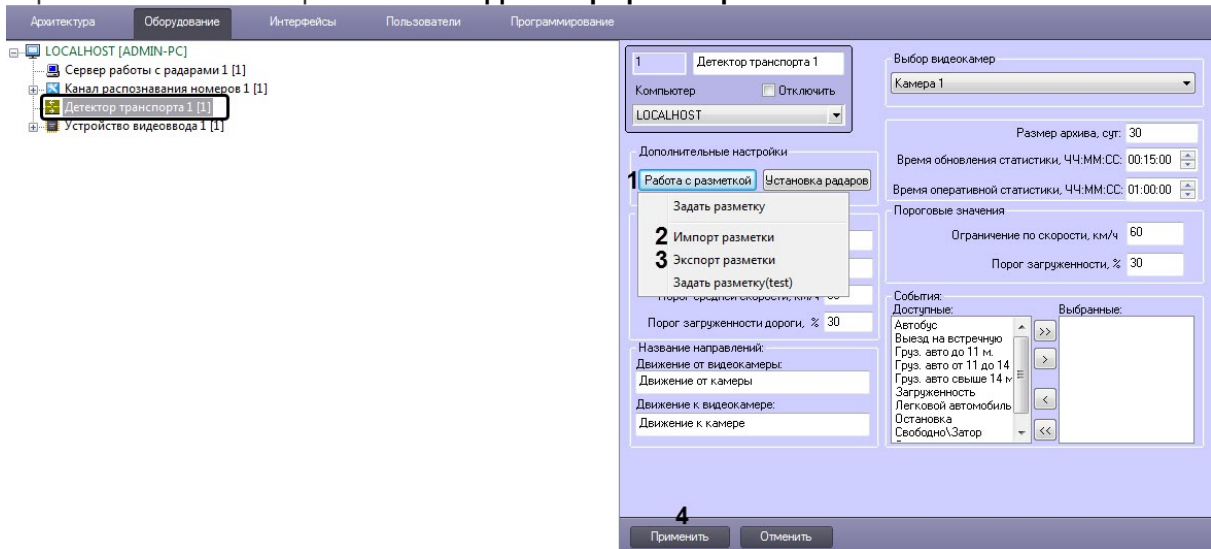 Архитектура Оборудование Интерфейсы Пользователи Программирование
LOCALHOST [ADMIN-PC]
Сервер работы с радарами 1 [1]
Канал распознавания номеров 1 [1]
Детектор транспорта 1 [1]
Устройство видеоввода 1 [1]
1 Детектор транспорта 1
Компьютер Отключить
LOCALHOST
Дополнительные настройки
1 Работа с разметкой Установка радаров
Задать разметку
2 Импорт разметки
3 Экспорт разметки
Задать разметку(test)
Порог загруженности дороги, % 30
Название направлений:
Движение от видеокамеры:
Движение от камеры
Движение к видеокамере:
Движение к камере
Выбор видеокамер
Камера 1
Размер архива, сут: 30
Время обновления статистики, ЧЧ:ММ:СС: 00:15:00
Время оперативной статистики, ЧЧ:ММ:СС: 01:00:00
Пороговые значения
Ограничение по скорости, км/ч 60
Порог загруженности, % 30
События:
Доступные: Выбранные:
Автобус
Выезд на встречную
Груз. авто до 11 м.
Груз. авто от 11 до 14
Груз. авто свыше 14 м
Загруженность
Легковой автомобиль
Остановка
Свободно\Затор
>>
>
<
<<
4
Применить Отменить